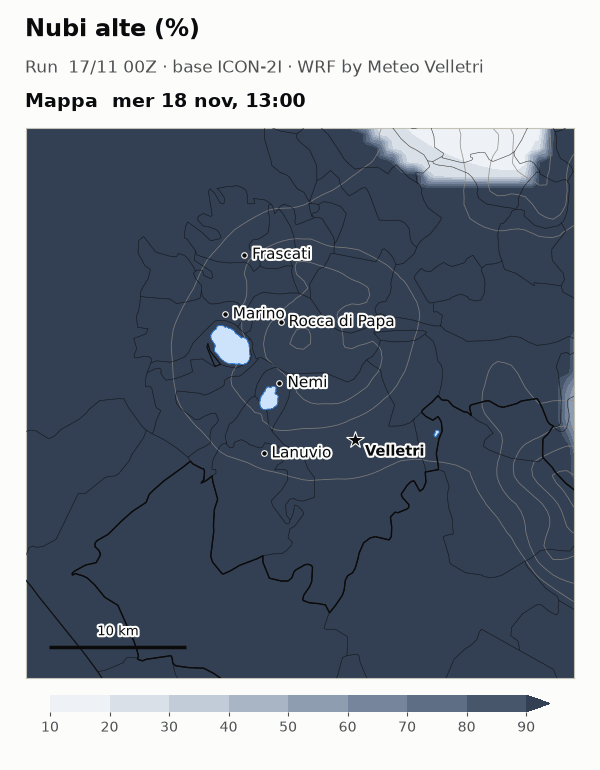 Nubi alte (%)
Run  17/11 00Z · base ICON-2I · WRF by Meteo Velletri
Mappa  mer 18 nov, 13:00
Frascati
Marino
Rocca di Papa
Nemi
Velletri
Lanuvio
10 km
10 20 30 40 50 60 70 80 90